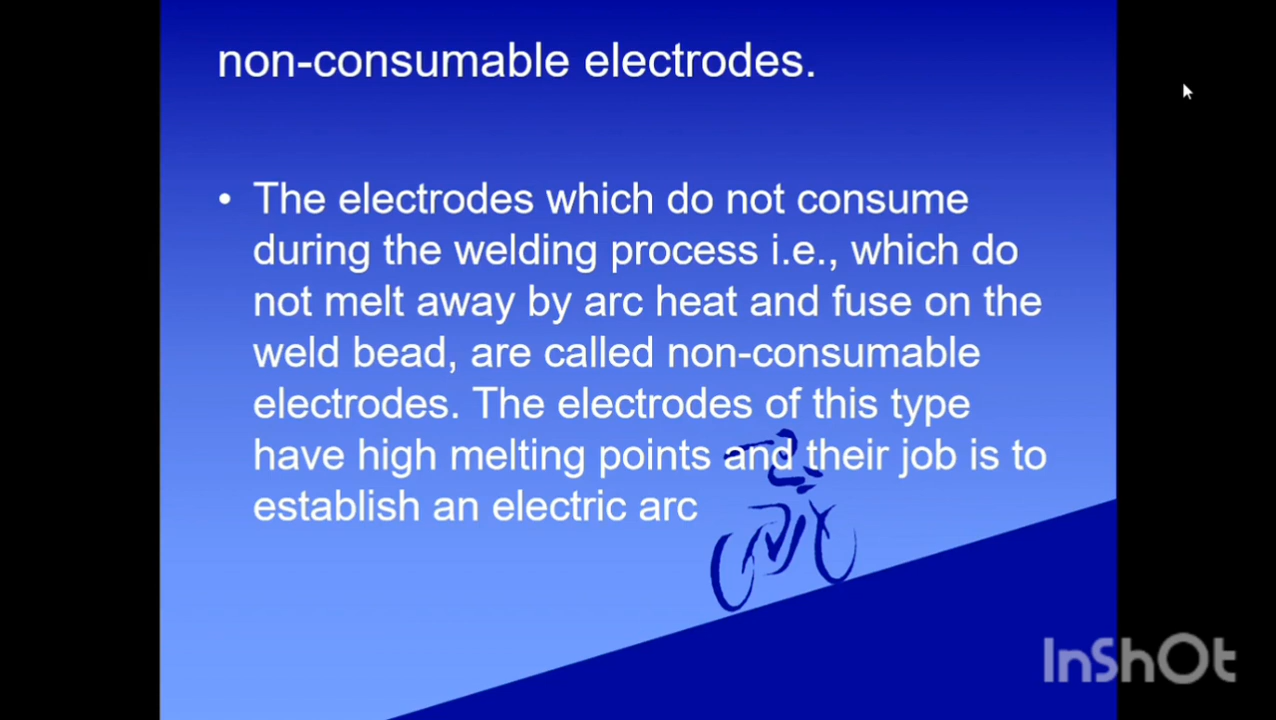 non-consumable electrodes.
• The electrodes which do not consume
during the welding process i.e., which do
not melt away by arc heat and fuse on the
weld bead, are called non-consumable
electrodes. The electrodes of this type
have high melting points and their job is to
establish an electric arc
InShOt